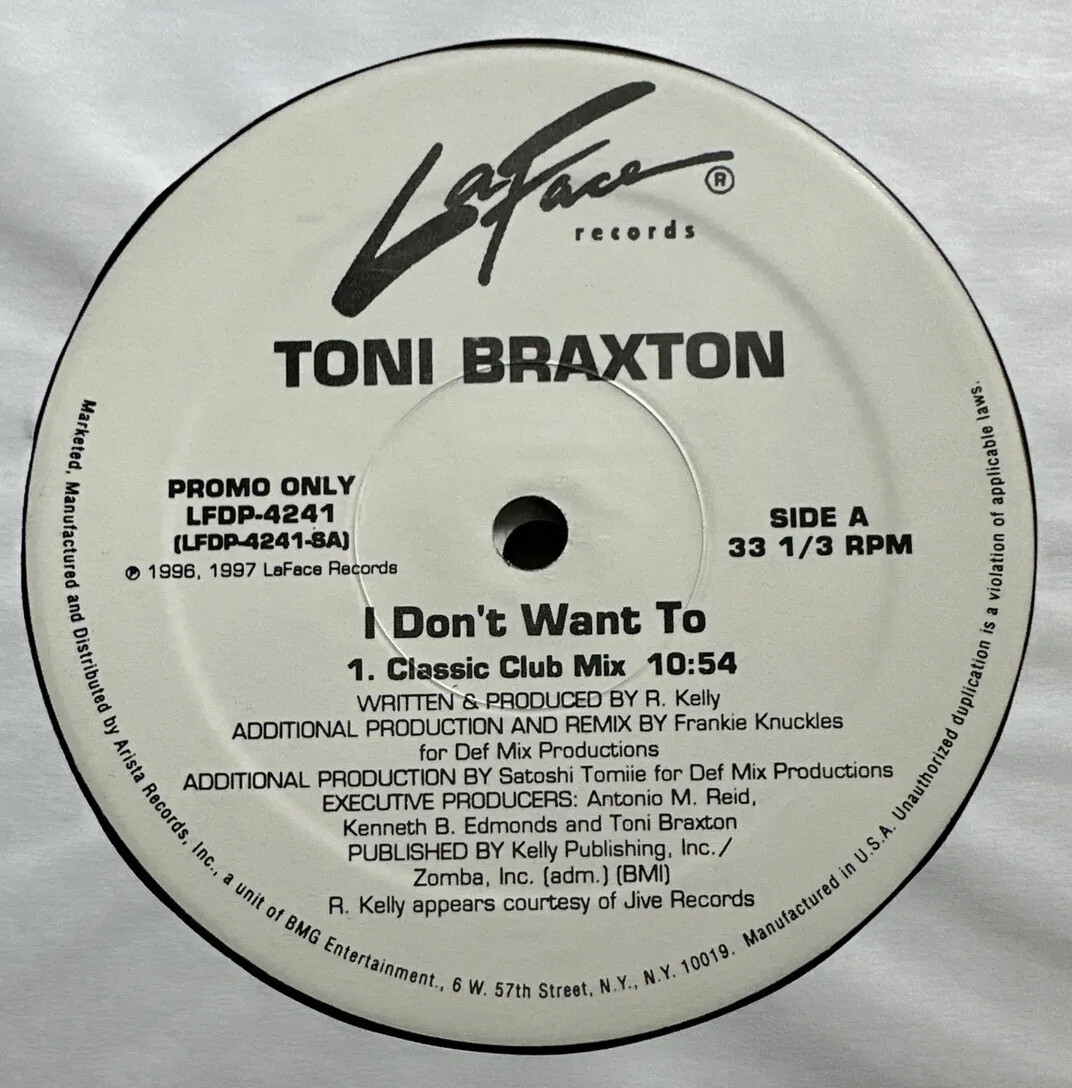 LaFace ®
records
TONI BRAXTON
PROMO ONLY
LFDP-4241
(LFDP-4241-SA)
℗ 1996, 1997 LaFace Records
SIDE A
33 1/3 RPM
I Don't Want To
1. Classic Club Mix 10:54
WRITTEN & PRODUCED BY R. Kelly
ADDITIONAL PRODUCTION AND REMIX BY Frankie Knuckles
for Def Mix Productions
ADDITIONAL PRODUCTION BY Satoshi Tomiie for Def Mix Productions
EXECUTIVE PRODUCERS: Antonio M. Reid,
Kenneth B. Edmonds and Toni Braxton
PUBLISHED BY Kelly Publishing, Inc./
Zomba, Inc. (adm.) (BMI)
R. Kelly appears courtesy of Jive Records
Marketed, Manufactured and Distributed by Arista Records, Inc., a unit of BMG Entertainment., 6 W. 57th Street, N.Y., N.Y. 10019. Manufactured in U.S.A. Unauthorized duplication is a violation of applicable laws.